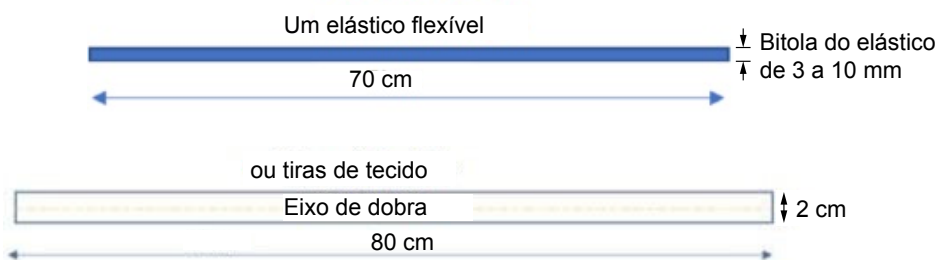 Um elástico flexível
Bitola do elástico
de 3 a 10 mm
70 cm
ou tiras de tecido
Eixo de dobra
2 cm
80 cm